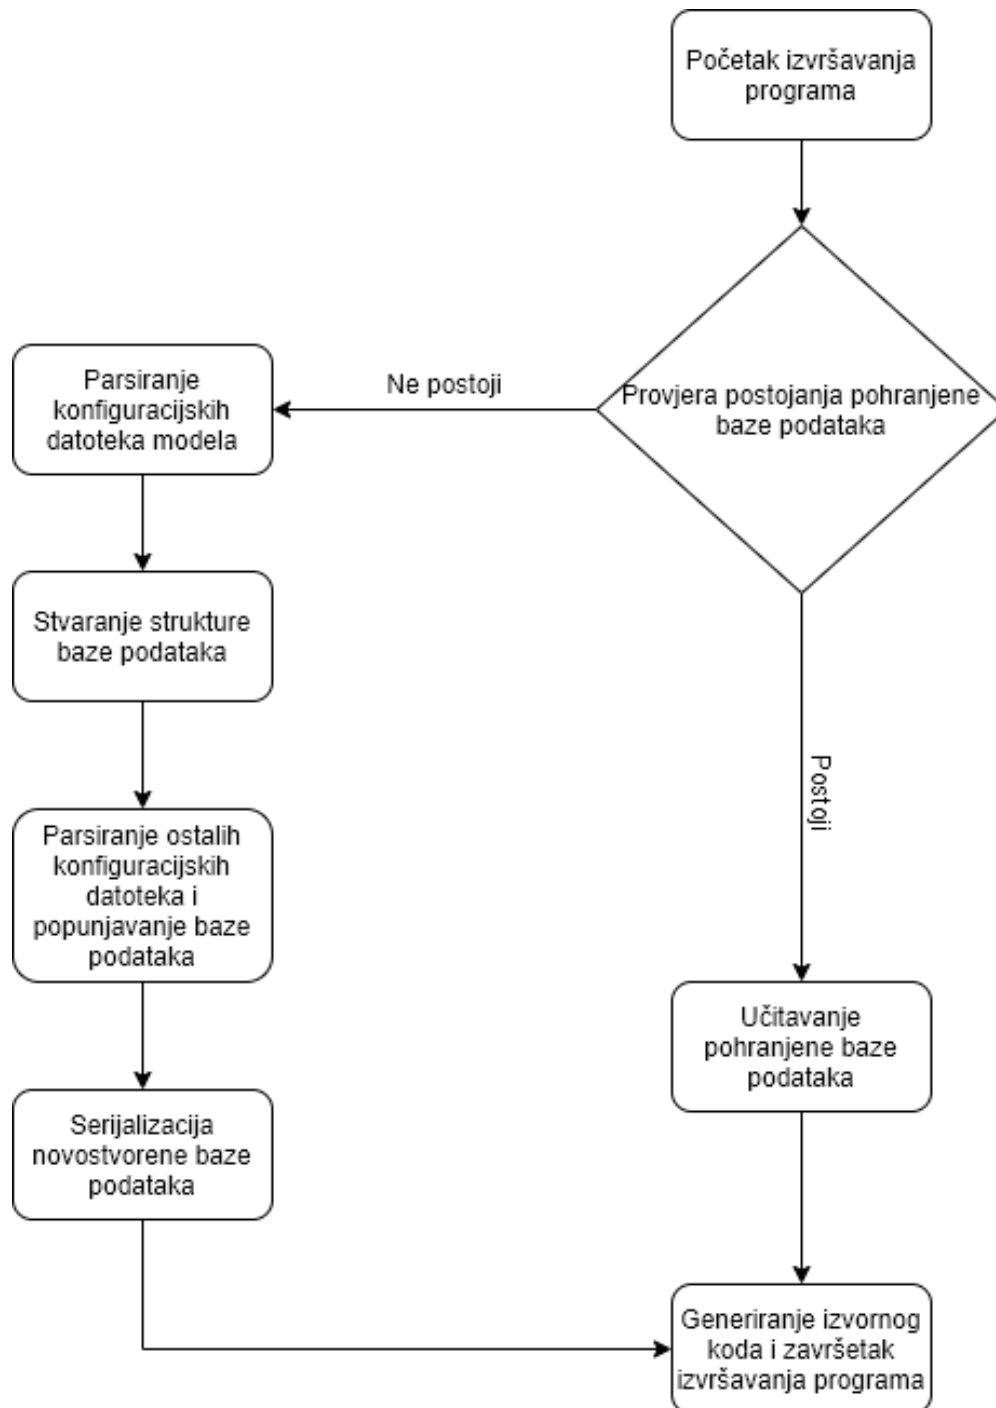 Početak izvršavanja
programa
Provjera postojanja pohranjene
baze podataka
Ne postoji
Parsiranje
konfiguracijskih
datoteka modela
Stvaranje strukture
baze podataka
Parsiranje ostalih
konfiguracijskih
datoteka i
popunjavanje baze
podataka
Serijalizacija
novostvorene baze
podataka
Postoji
Učitavanje
pohranjene baze
podataka
Generiranje izvornog
koda i završetak
izvršavanja programa